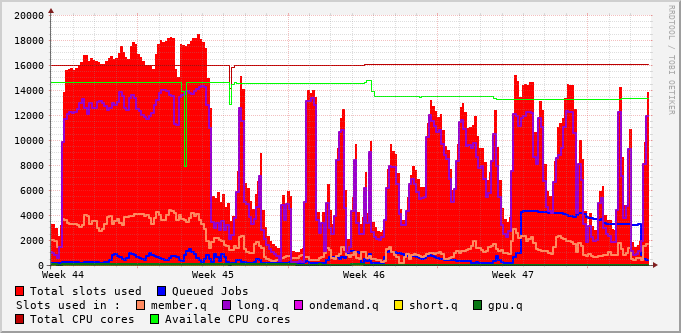 20000
18000
16000
14000
12000
10000
8000
6000
4000
2000
0
Week 44 Week 45 Week 46 Week 47
RRDTOOL / TOBI OETIKER
Total slots used Queued Jobs
Slots used in : member.q long.q ondemand.q short.q gpu.q
Total CPU cores Availale CPU cores